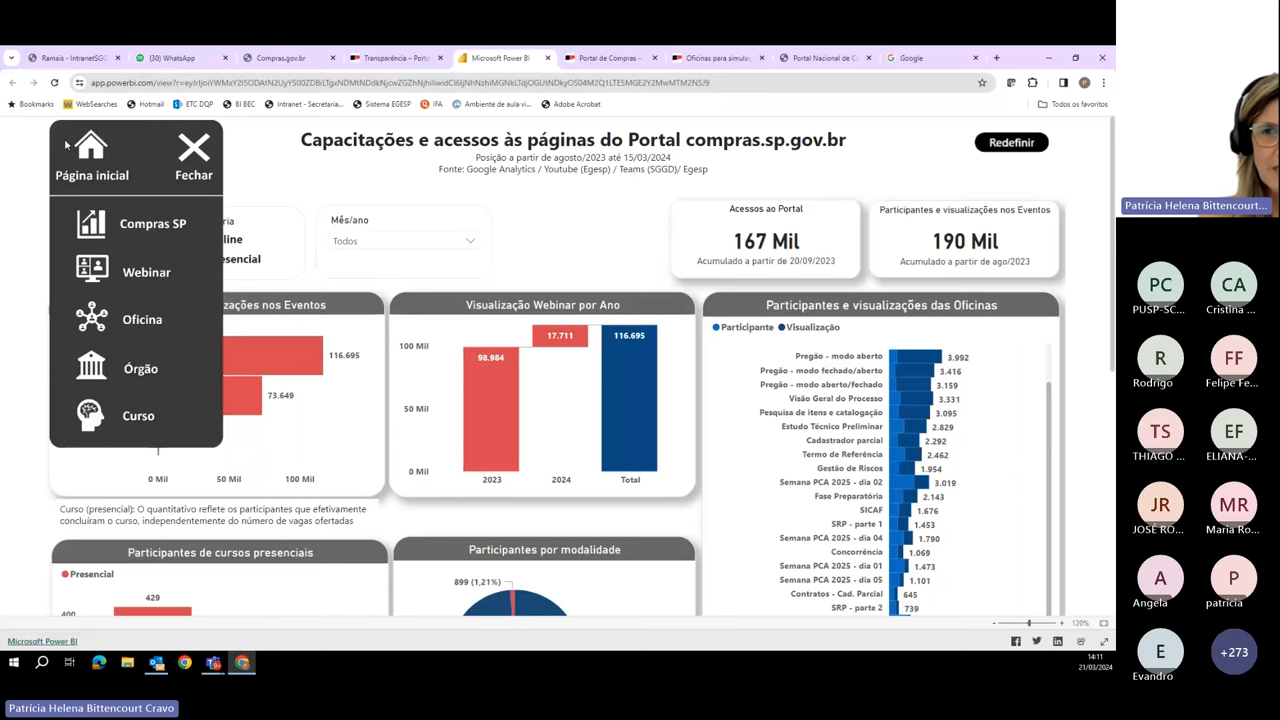 Ramais - IntranetSGG
(30) WhatsApp
Compras.gov.br
Transparência – Porta
Microsoft Power BI
Portal de Compras –
Oficinas para simula
Portal Nacional de C
Google
Bookmarks
WebSearches
Hotmail
ETC DQP
BI BEC
Intranet - Secretaria...
Sistema EGESP
IFA
Ambiente de aula vi...
Adobe Acrobat
Todos os favoritos
Página inicial
Fechar
Compras SP
Webinar
Oficina
Órgão
Curso
Capacitações e acessos às páginas do Portal compras.sp.gov.br
Posição a partir de agosto/2023 até 15/03/2024
Fonte: Google Analytics / Youtube (Egesp) / Teams (SGGD)/ Egesp
Redefinir
ria
line
esencial
Mês/ano
Todos
Acessos ao Portal
167 Mil
Acumulado a partir de 20/09/2023
Participantes e visualizações nos Eventos
190 Mil
Acumulado a partir de ago/2023
zações nos Eventos
116.695
73.649
0 Mil 50 Mil 100 Mil
Curso (presencial): O quantitativo reflete os participantes que efetivamente
concluíram o curso, independentemente do número de vagas ofertadas
Visualização Webinar por Ano
100 Mil
50 Mil
0 Mil
98.984
17.711
116.695
2023 2024 Total
Participantes e visualizações das Oficinas
Participante Visualização
Pregão - modo aberto 3.992
Pregão - modo fechado/aberto 3.416
Pregão - modo aberto/fechado 3.159
Visão Geral do Processo 3.331
Pesquisa de itens e catalogação 3.095
Estudo Técnico Preliminar 2.829
Cadastrador parcial 2.292
Termo de Referência 2.462
Gestão de Riscos 1.954
Semana PCA 2025 - dia 02 3.019
Fase Preparatória 2.143
SICAF 1.676
SRP - parte 1 1.453
Semana PCA 2025 - dia 04 1.790
Concorrência 1.069
Semana PCA 2025 - dia 01 1.473
Semana PCA 2025 - dia 05 1.101
Contratos - Cad. Parcial 645
SRP - parte 2 739
Participantes de cursos presenciais
Presencial
429
400
Participantes por modalidade
899 (1,21%)
120%
Microsoft Power BI
14:11
21/03/2024
Patrícia Helena Bittencourt Cravo
Patrícia Helena Bittencourt...
PC
PUSP-SC...
CA
Cristina ...
R
Rodrigo
FF
Felipe Fe...
TS
THIAGO ...
EF
ELIANA-...
JR
JOSÉ RO...
MR
Maria Ro...
A
Angela
P
patricia
E
Evandro
+273